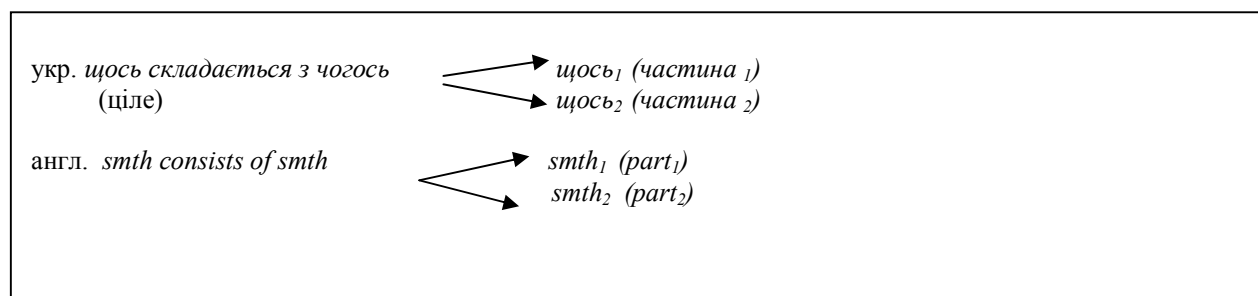 укр. щось складається з чогось щось₁ (частина ₁)
(ціле) щось₂ (частина ₂)
англ. smth consists of smth smth₁ (part₁)
smth₂ (part₂)